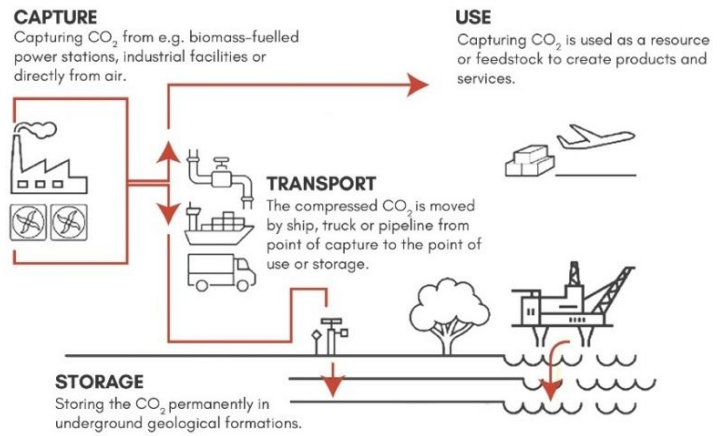 CAPTURE
Capturing CO₂ from e.g. biomass-fuelled
power stations, industrial facilities or
directly from air.
USE
Capturing CO₂ is used as a resource
or feedstock to create products and
services.
TRANSPORT
The compressed CO₂ is moved
by ship, truck or pipeline from
point of capture to the point of
use or storage.
STORAGE
Storing the CO₂ permanently in
underground geological formations.